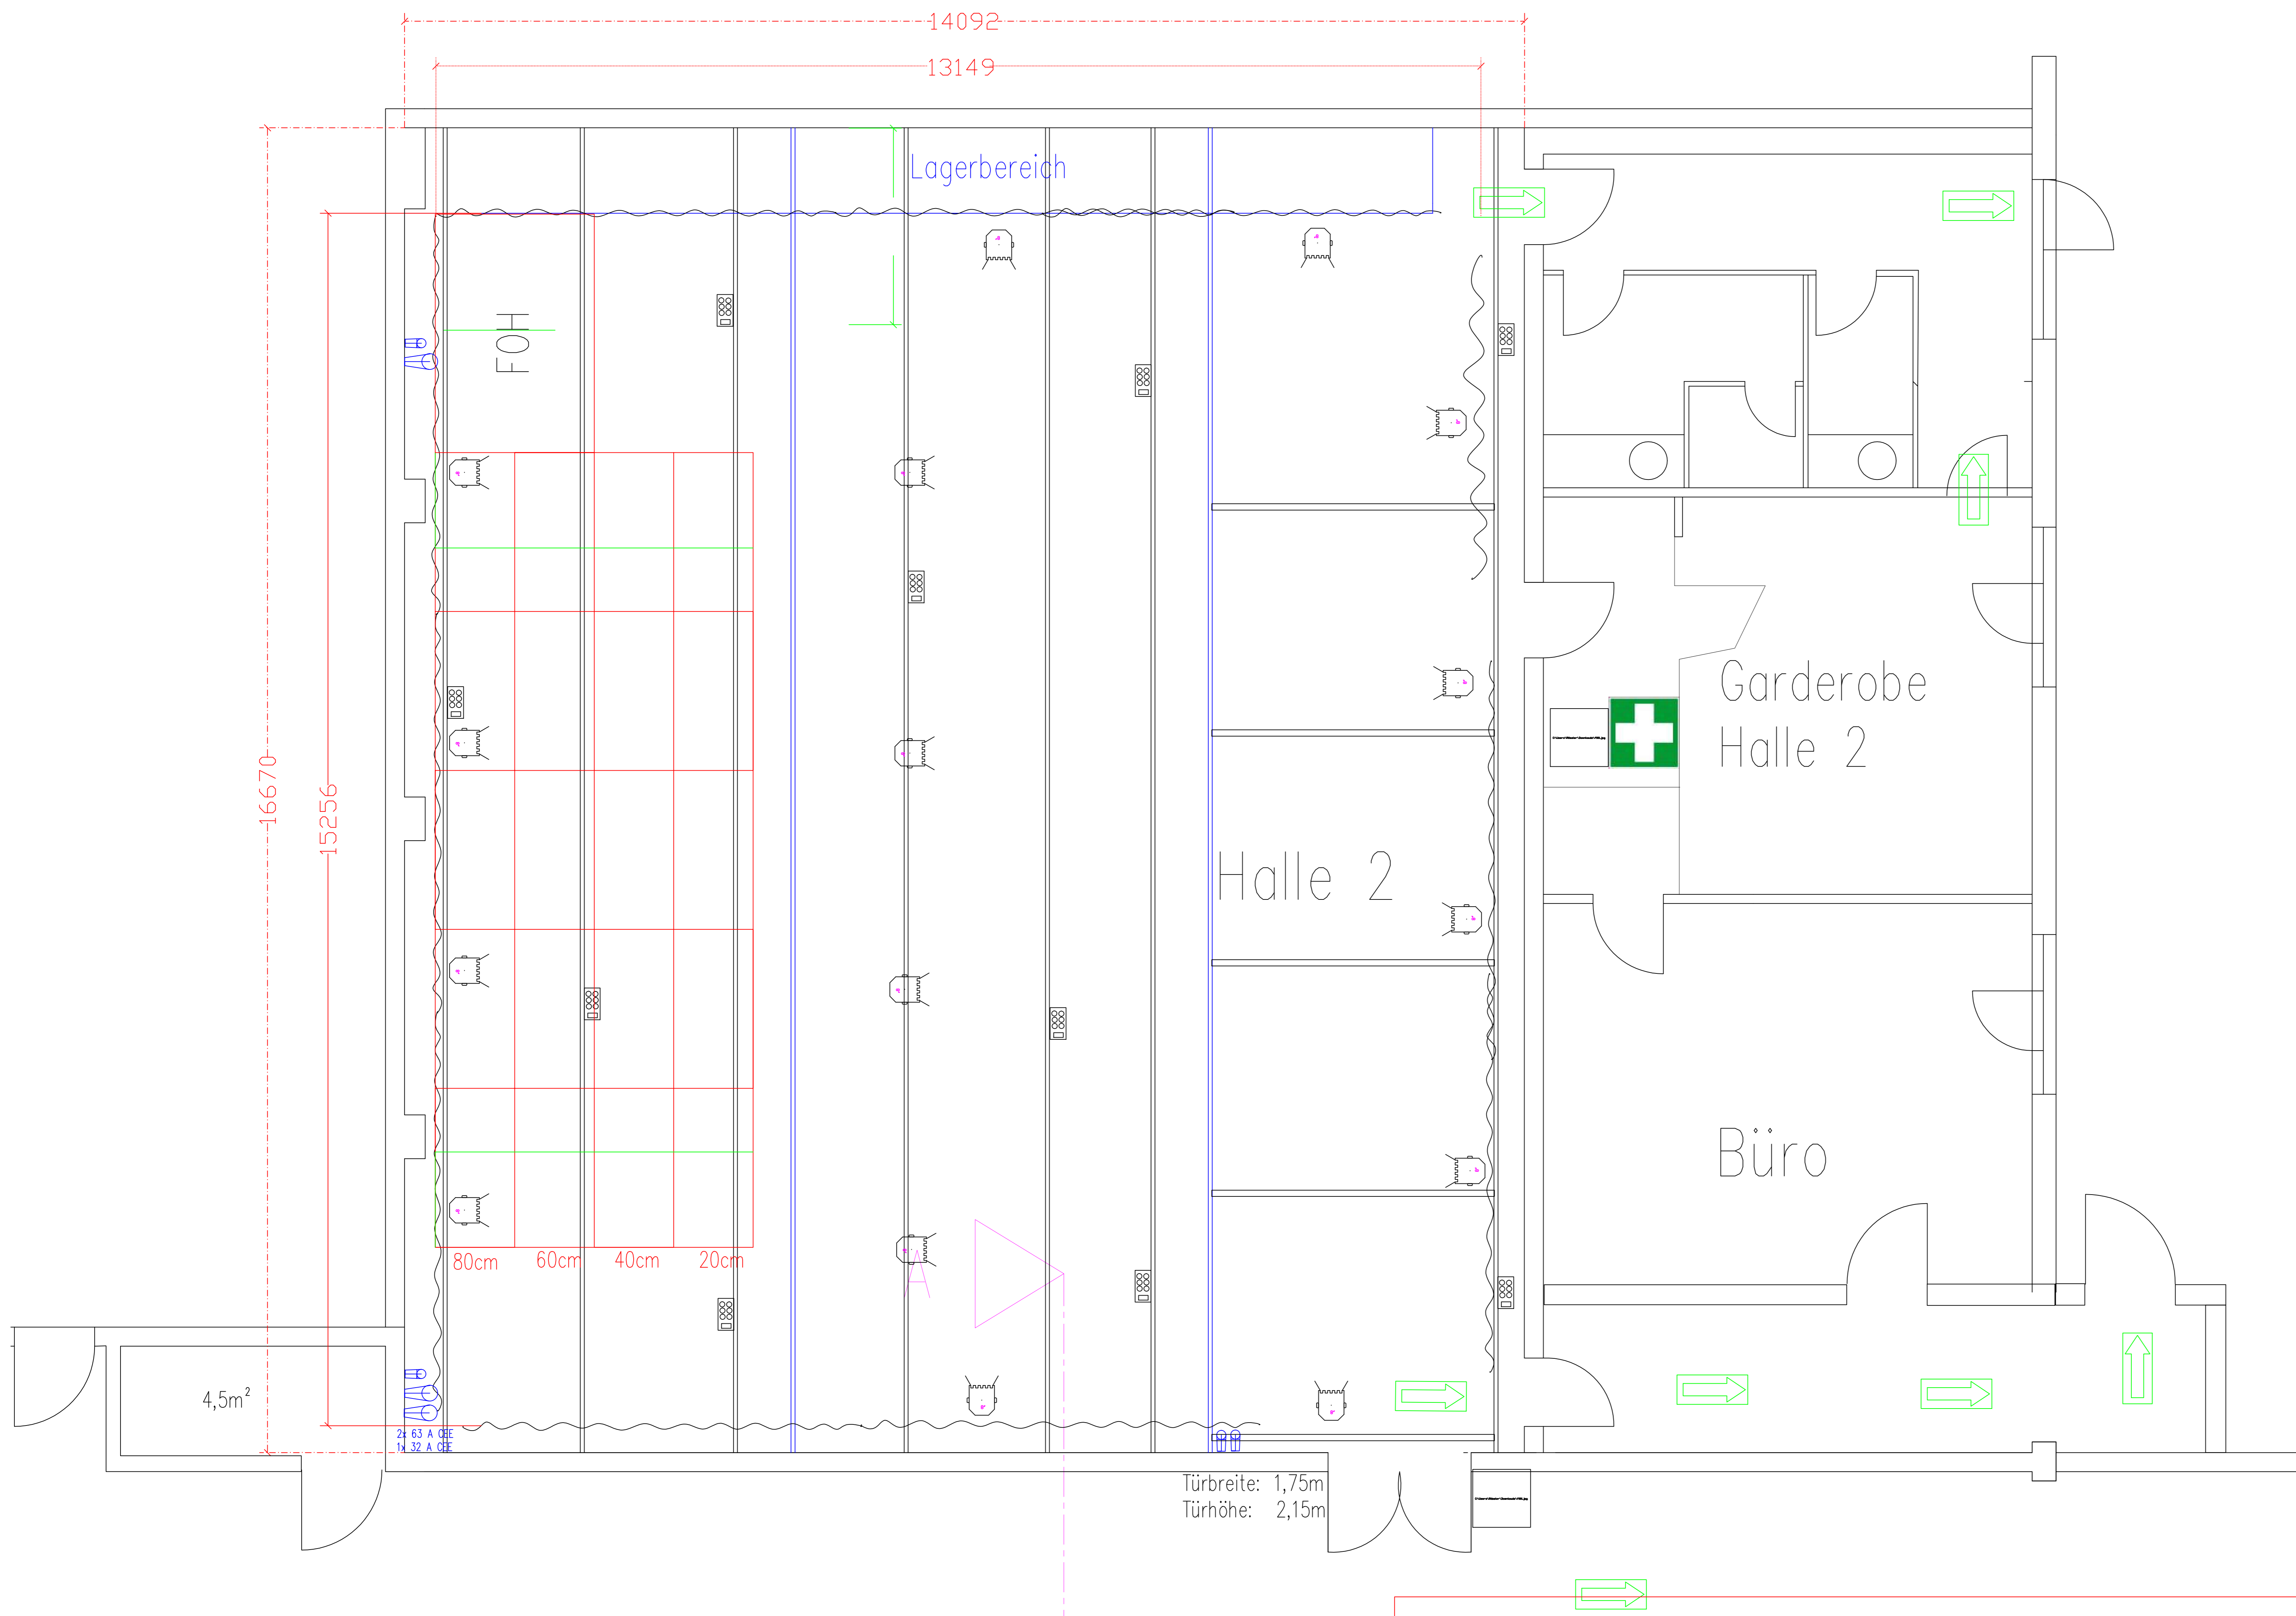 14092
13149
Lagerbereich
FOH
16670
15256
Garderobe
Halle 2
Halle 2
Büro
80cm
60cm
40cm
20cm
A
4,5m²
2x 63 A CEE
1x 32 A CEE
Türbreite: 1,75m
Türhöhe: 2,15m